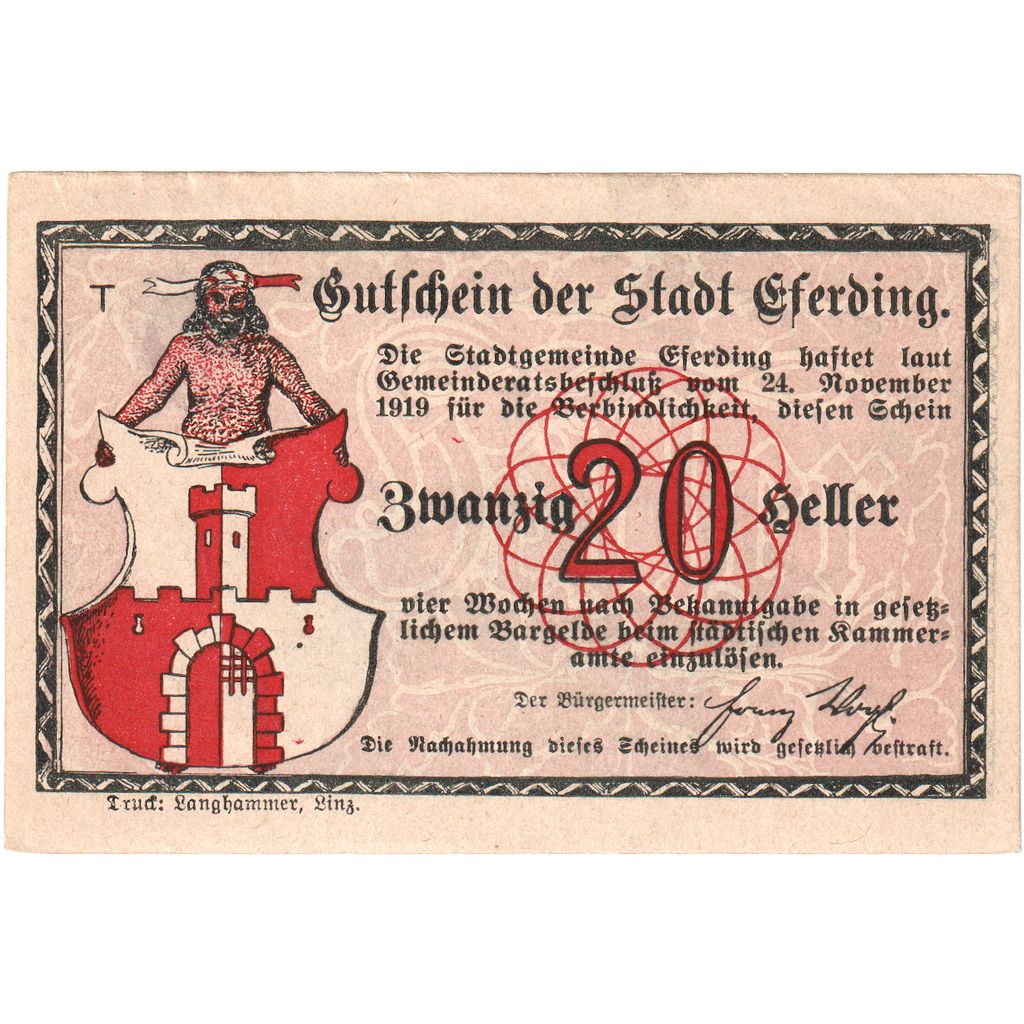 T
Gutschein der Stadt Eferding.
Die Stadtgemeinde Eferding haftet laut
Gemeinderatsbeschluß vom 24. November
1919 für die Verbindlichkeit, diesen Schein
Zwanzig 20 Heller
vier Wochen nach Bekanntgabe in gesetz-
lichem Bargelde beim städtischen Kammer-
amte einzulösen.
Der Bürgermeister: Franz Vogl.
Die Nachahmung dieses Scheines wird gesetzlich bestraft.
Druck: Langhammer, Linz.